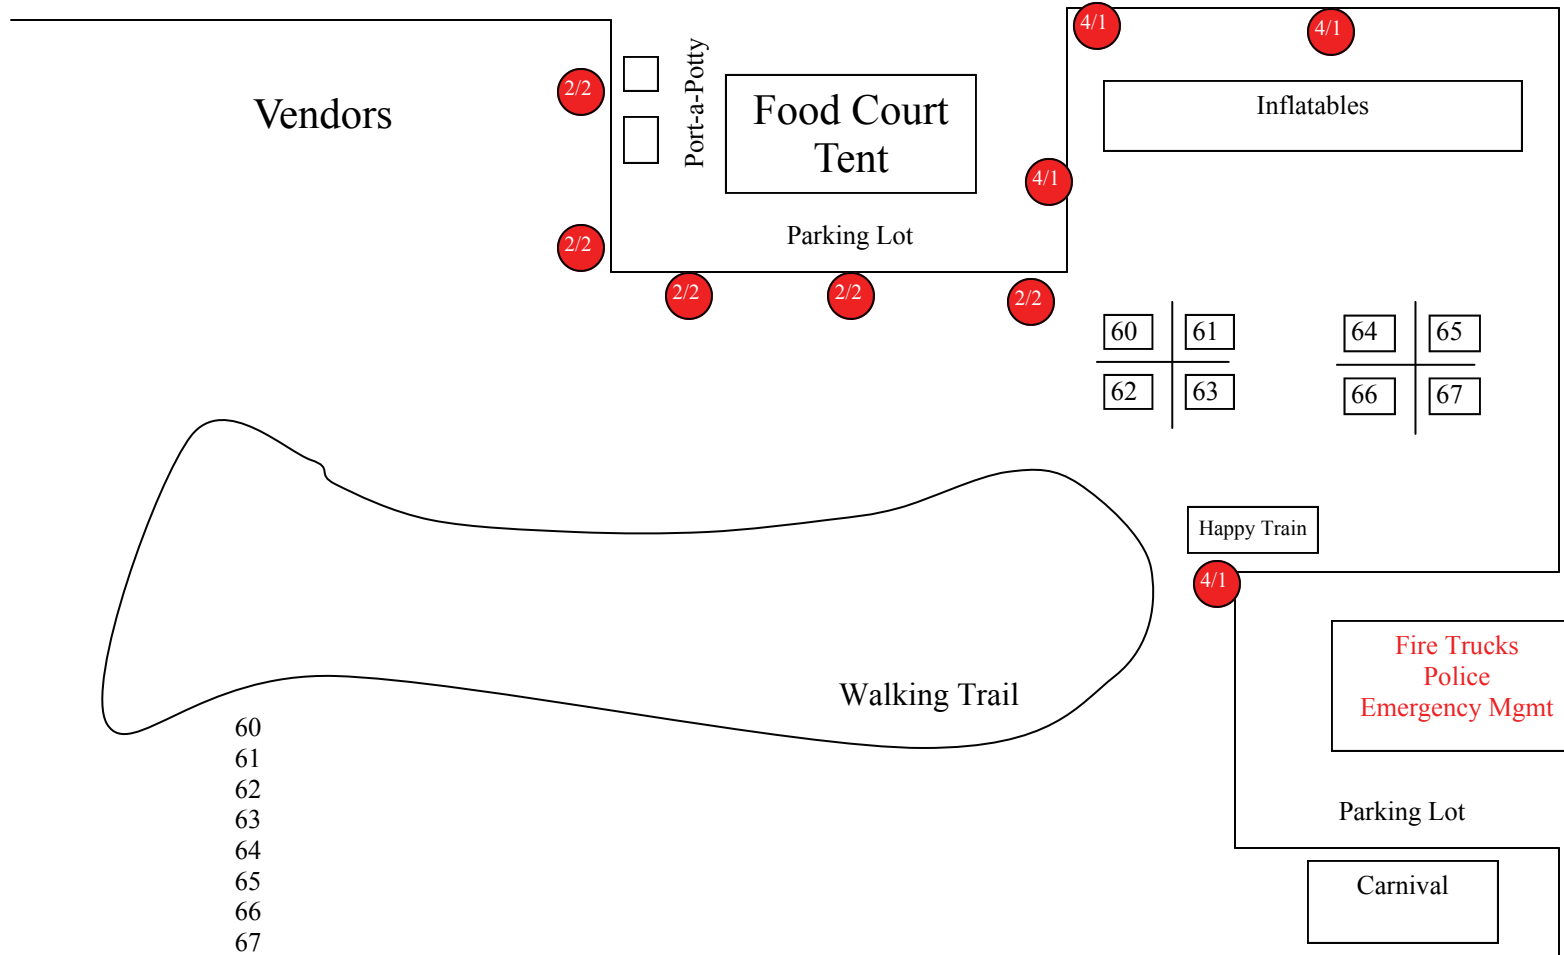 4/1
4/1
2/2
Port-a-Potty
Food Court
Tent
Inflatables
Vendors
4/1
Parking Lot
2/2
2/2
2/2
2/2
60
61
64
65
62
63
66
67
Happy Train
4/1
Fire Trucks
Police
Emergency Mgmt
Walking Trail
60
61
62
63
64
65
66
67
Parking Lot
Carnival